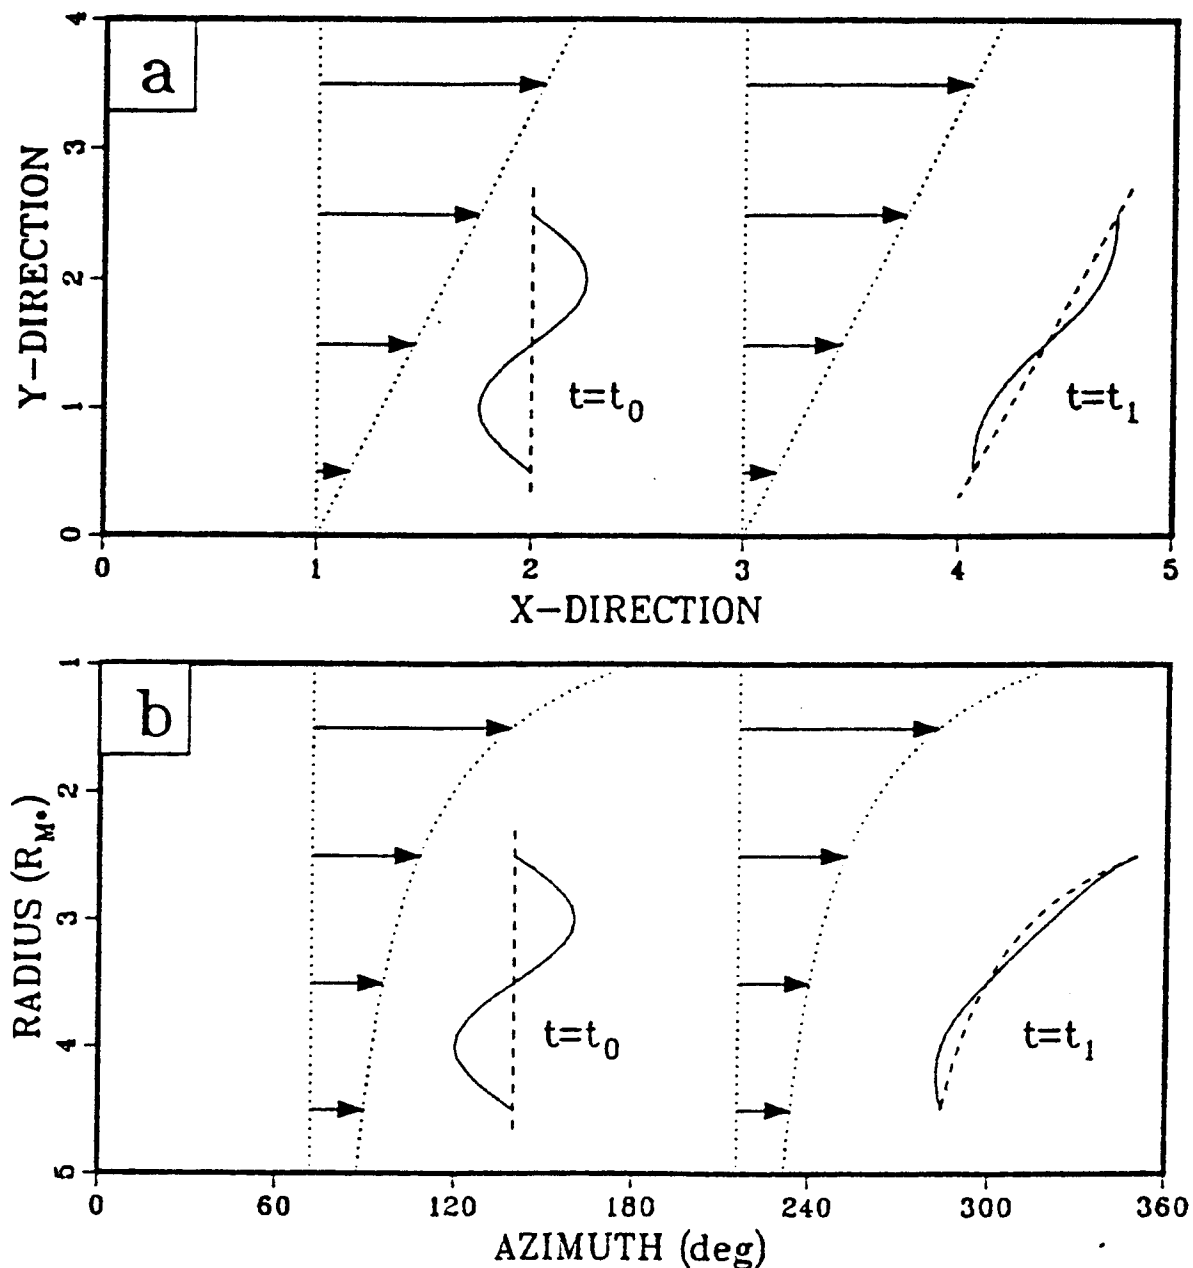 a
Y-DIRECTION
4
3
2
1
0
t=t₀
t=t₁
0 1 2 3 4 5
X-DIRECTION
b
RADIUS (R_M•)
1
2
3
4
5
t=t₀
t=t₁
0 60 120 180 240 300 360
AZIMUTH (deg)